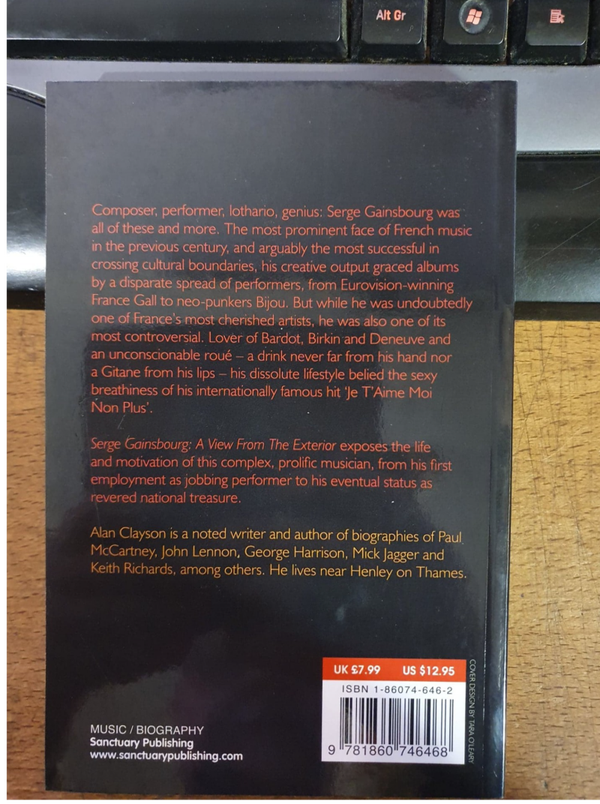 Alt Gr
Composer, performer, lothario, genius: Serge Gainsbourg was
all of these and more. The most prominent face of French music
in the previous century, and arguably the most successful in
crossing cultural boundaries, his creative output graced albums
by a disparate spread of performers, from Eurovision-winning
France Gall to neo-punkers Bijou. But while he was undoubtedly
one of France's most cherished artists, he was also one of its
most controversial. Lover of Bardot, Birkin and Deneuve and
an unconscionable roué – a drink never far from his hand nor
a Gitane from his lips – his dissolute lifestyle belied the sexy
breathiness of his internationally famous hit 'Je T'Aime Moi
Non Plus'.
Serge Gainsbourg: A View From The Exterior exposes the life
and motivation of this complex, prolific musician, from his first
employment as jobbing performer to his eventual status as
revered national treasure.
Alan Clayson is a noted writer and author of biographies of Paul
McCartney, John Lennon, George Harrison, Mick Jagger and
Keith Richards, among others. He lives near Henley on Thames.
UK £7.99 US $12.95
ISBN 1-86074-646-2
9 781860 746468
COVER DESIGN BY TARA O'LEARY
MUSIC / BIOGRAPHY
Sanctuary Publishing
www.sanctuarypublishing.com